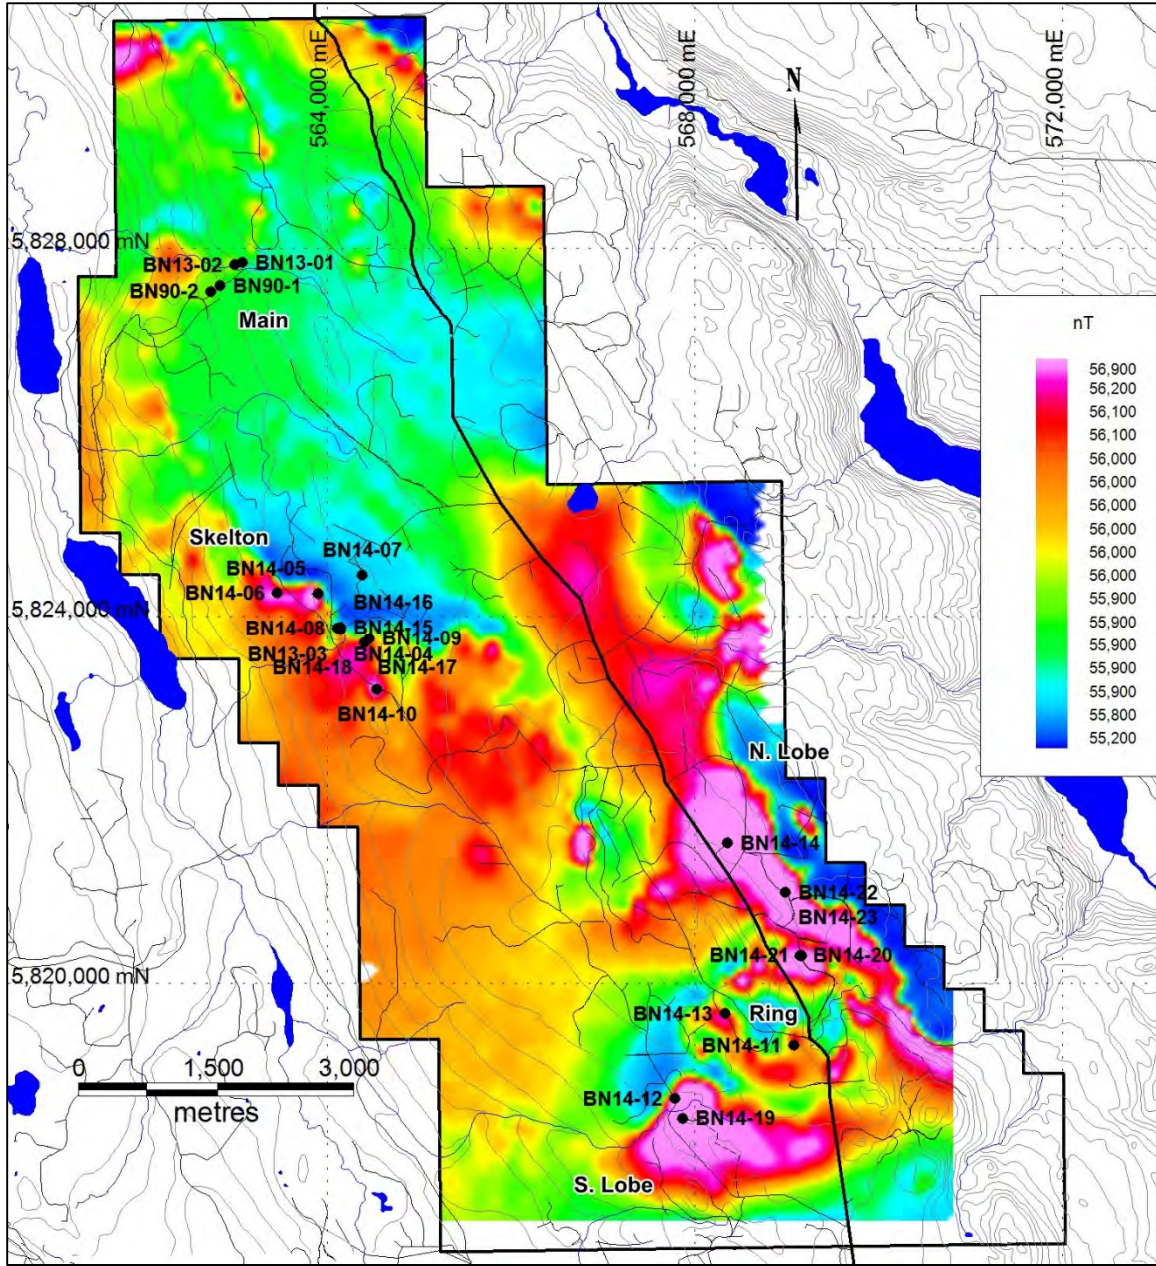 564,000 mE
568,000 mE
572,000 mE
N
5,828,000 mN
BN13-02
BN13-01
BN90-2
BN90-1
Main
nT
56,900
56,200
56,100
56,100
56,000
56,000
56,000
56,000
55,900
55,900
55,900
55,900
55,800
55,200
Skelton
BN14-07
BN14-05
BN14-06
BN14-16
5,824,000 mN
BN14-08
BN14-15
BN14-09
BN13-03
BN14-04
BN14-18
BN14-17
BN14-10
N. Lobe
BN14-14
BN14-22
BN14-23
BN14-21
BN14-20
5,820,000 mN
BN14-13
Ring
BN14-11
0 1,500 3,000
metres
BN14-12
BN14-19
S. Lobe